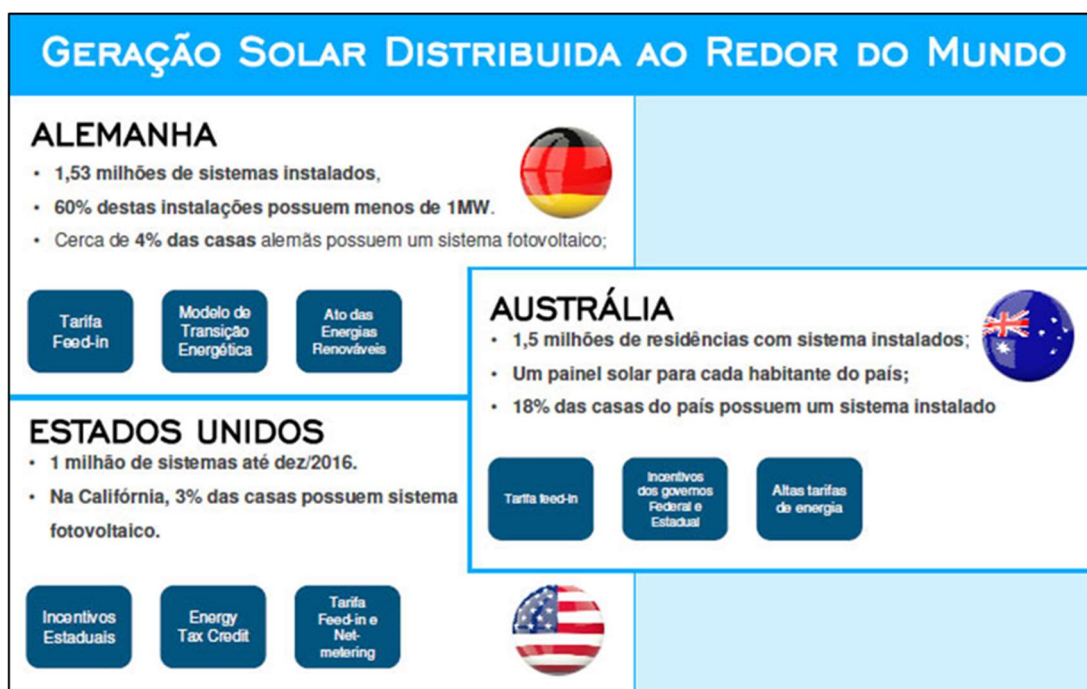 GERAÇÃO SOLAR DISTRIBUIDA AO REDOR DO MUNDO
ALEMANHA
• 1,53 milhões de sistemas instalados,
• 60% destas instalações possuem menos de 1MW.
• Cerca de 4% das casas alemãs possuem um sistema fotovoltaico;
Tarifa
Feed-in
Modelo de
Transição
Energética
Ato das
Energias
Renováveis
AUSTRÁLIA
• 1,5 milhões de residências com sistema instalados;
• Um painel solar para cada habitante do país;
• 18% das casas do país possuem um sistema instalado
Tarifa feed-in
Incentivos
dos governos
Federal e
Estadual
Altas tarifas
de energia
ESTADOS UNIDOS
• 1 milhão de sistemas até dez/2016.
• Na Califórnia, 3% das casas possuem sistema
fotovoltaico.
Incentivos
Estaduais
Energy
Tax Credit
Tarifa
Feed-in e
Net-
metering